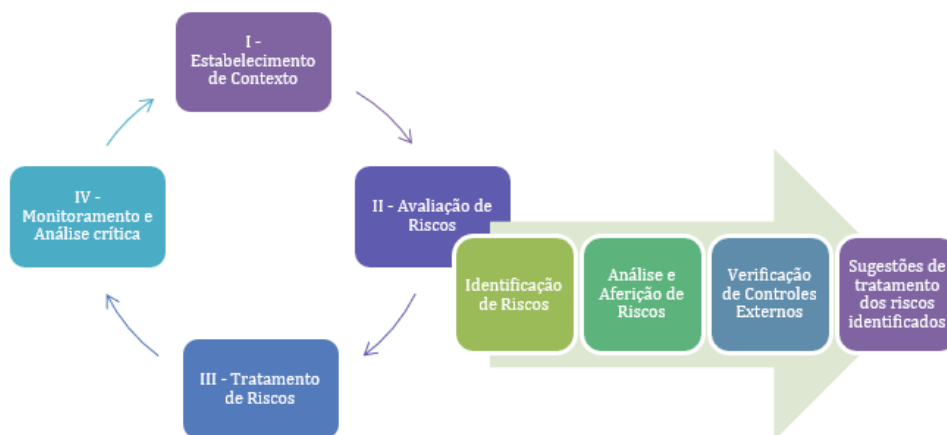 I -
Estabelecimento
de Contexto
II - Avaliação de
Riscos
Identificação
de Riscos
Análise e
Aferição de
Riscos
Verificação
de Controles
Externos
Sugestões de
tratamento
dos riscos
identificados
III - Tratamento
de Riscos
IV -
Monitoramento e
Análise crítica